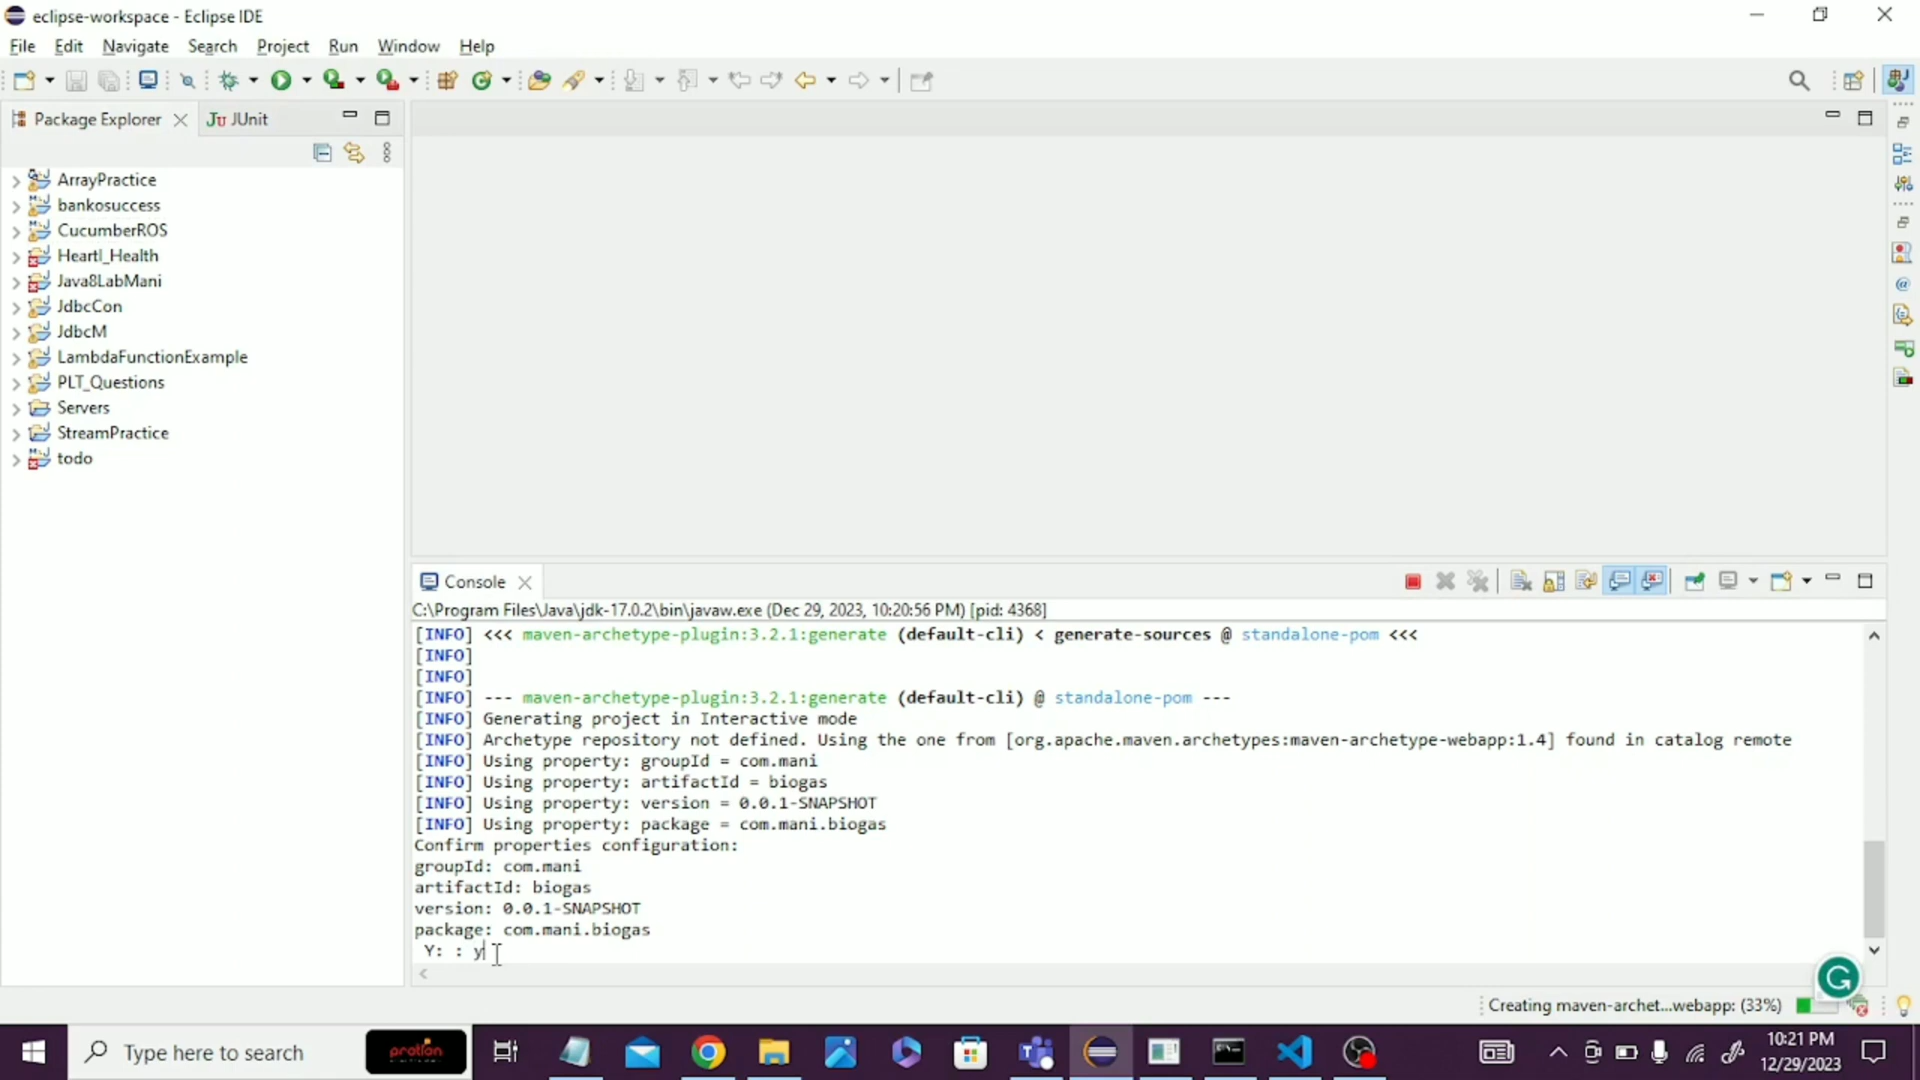 eclipse-workspace - Eclipse IDE
File Edit Navigate Search Project Run Window Help
Package Explorer JUnit
ArrayPractice
bankosuccess
CucumberROS
Heartl_Health
Java8LabMani
JdbcCon
JdbcM
LambdaFunctionExample
PLT_Questions
Servers
StreamPractice
todo
Console
C:\Program Files\Java\jdk-17.0.2\bin\javaw.exe (Dec 29, 2023, 10:20:56 PM) [pid: 4368]
[INFO] <<< maven-archetype-plugin:3.2.1:generate (default-cli) < generate-sources @ standalone-pom <<<
[INFO]
[INFO]
[INFO] --- maven-archetype-plugin:3.2.1:generate (default-cli) @ standalone-pom ---
[INFO] Generating project in Interactive mode
[INFO] Archetype repository not defined. Using the one from [org.apache.maven.archetypes:maven-archetype-webapp:1.4] found in catalog remote
[INFO] Using property: groupId = com.mani
[INFO] Using property: artifactId = biogas
[INFO] Using property: version = 0.0.1-SNAPSHOT
[INFO] Using property: package = com.mani.biogas
Confirm properties configuration:
groupId: com.mani
artifactId: biogas
version: 0.0.1-SNAPSHOT
package: com.mani.biogas
Y: : y
Creating maven-archet...webapp: (33%)
Type here to search
10:21 PM
12/29/2023